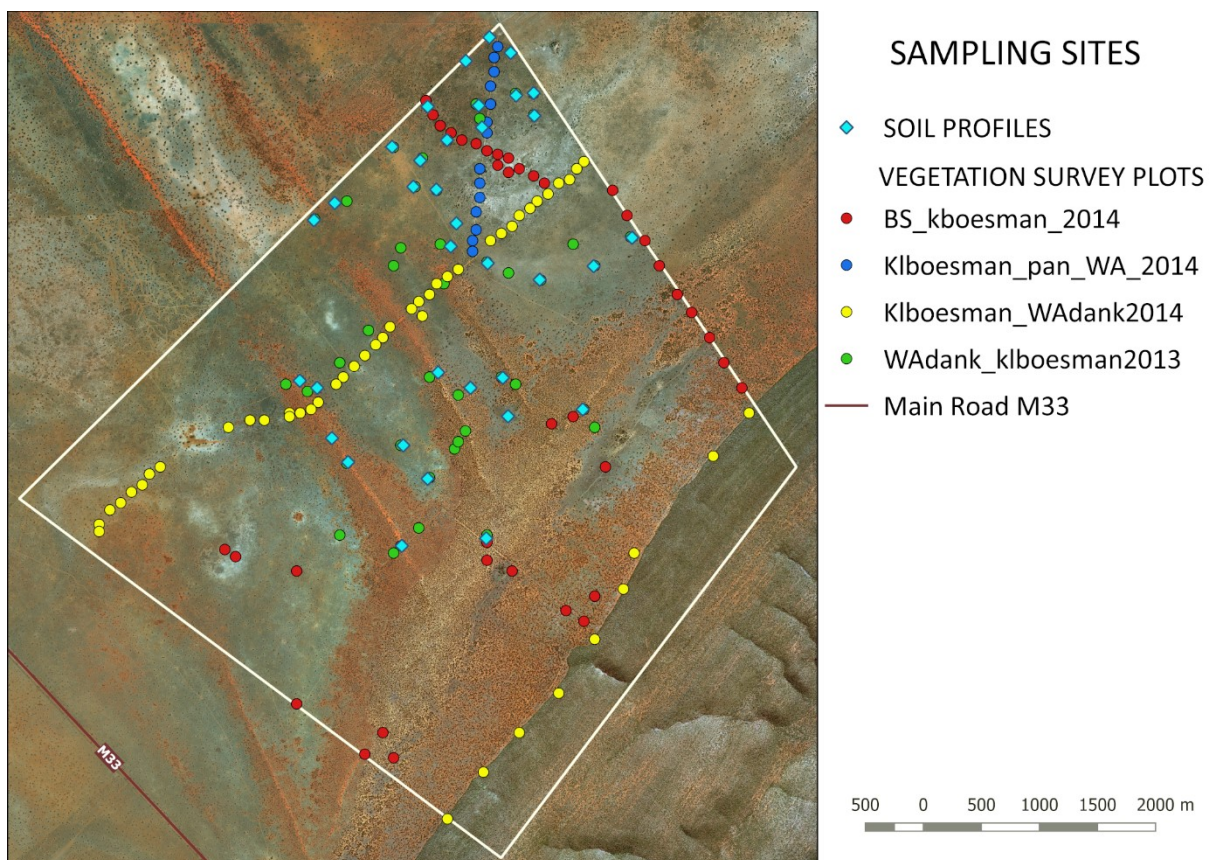 SAMPLING SITES
SOIL PROFILES
VEGETATION SURVEY PLOTS
BS_kboesman_2014
Klboesman_pan_WA_2014
Klboesman_WAdank2014
WAdank_klboesman2013
Main Road M33
M33
500 0 500 1000 1500 2000 m